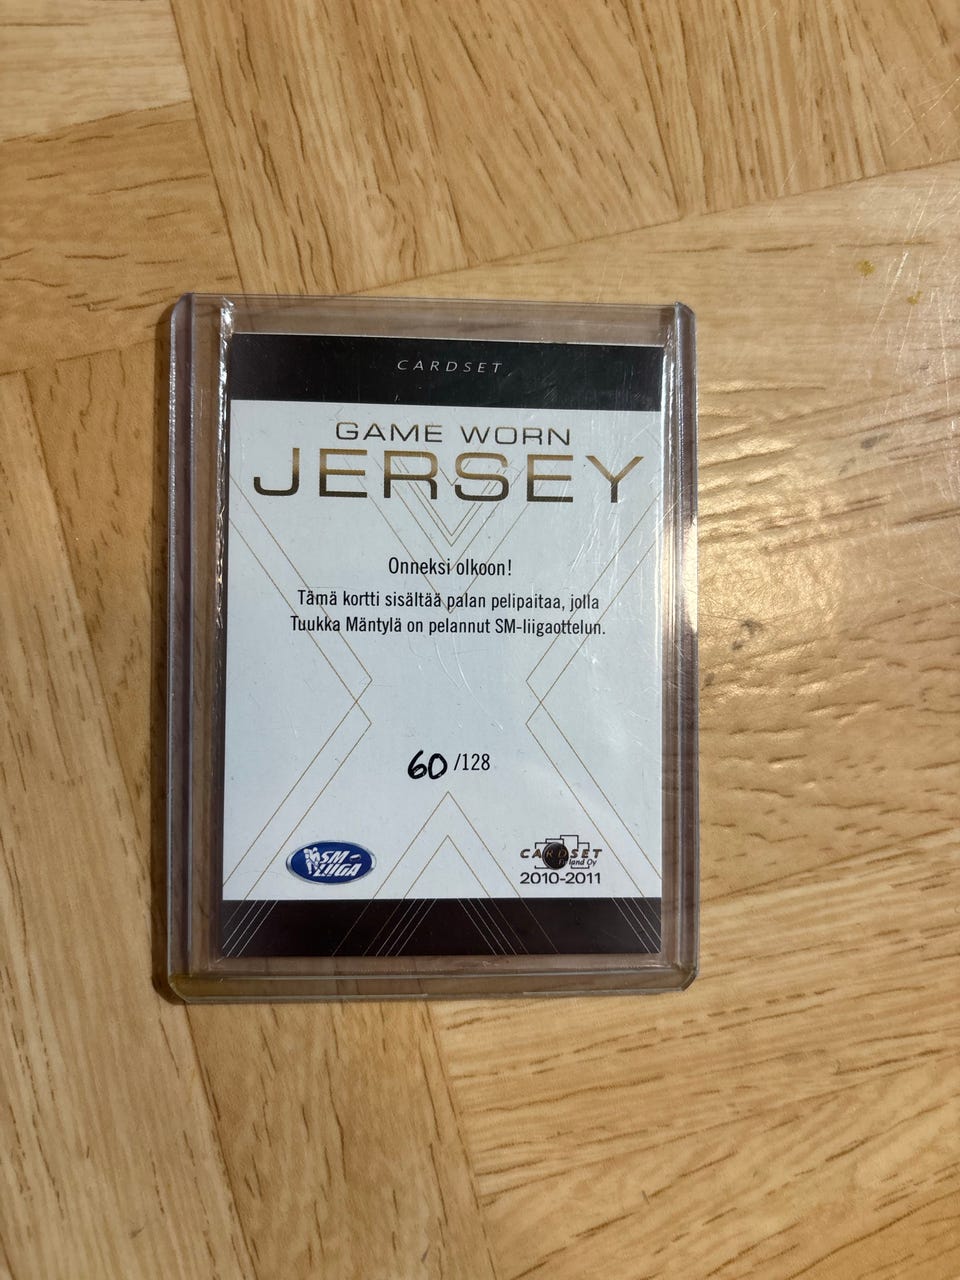 CARDSET
GAME WORN
JERSEY
Onneksi olkoon!
Tämä kortti sisältää palan pelipaitaa, jolla
Tuukka Mäntylä on pelannut SM-liigaottelun.
60 /128
SM-
LIIGA
CARDSET
Oy
2010-2011